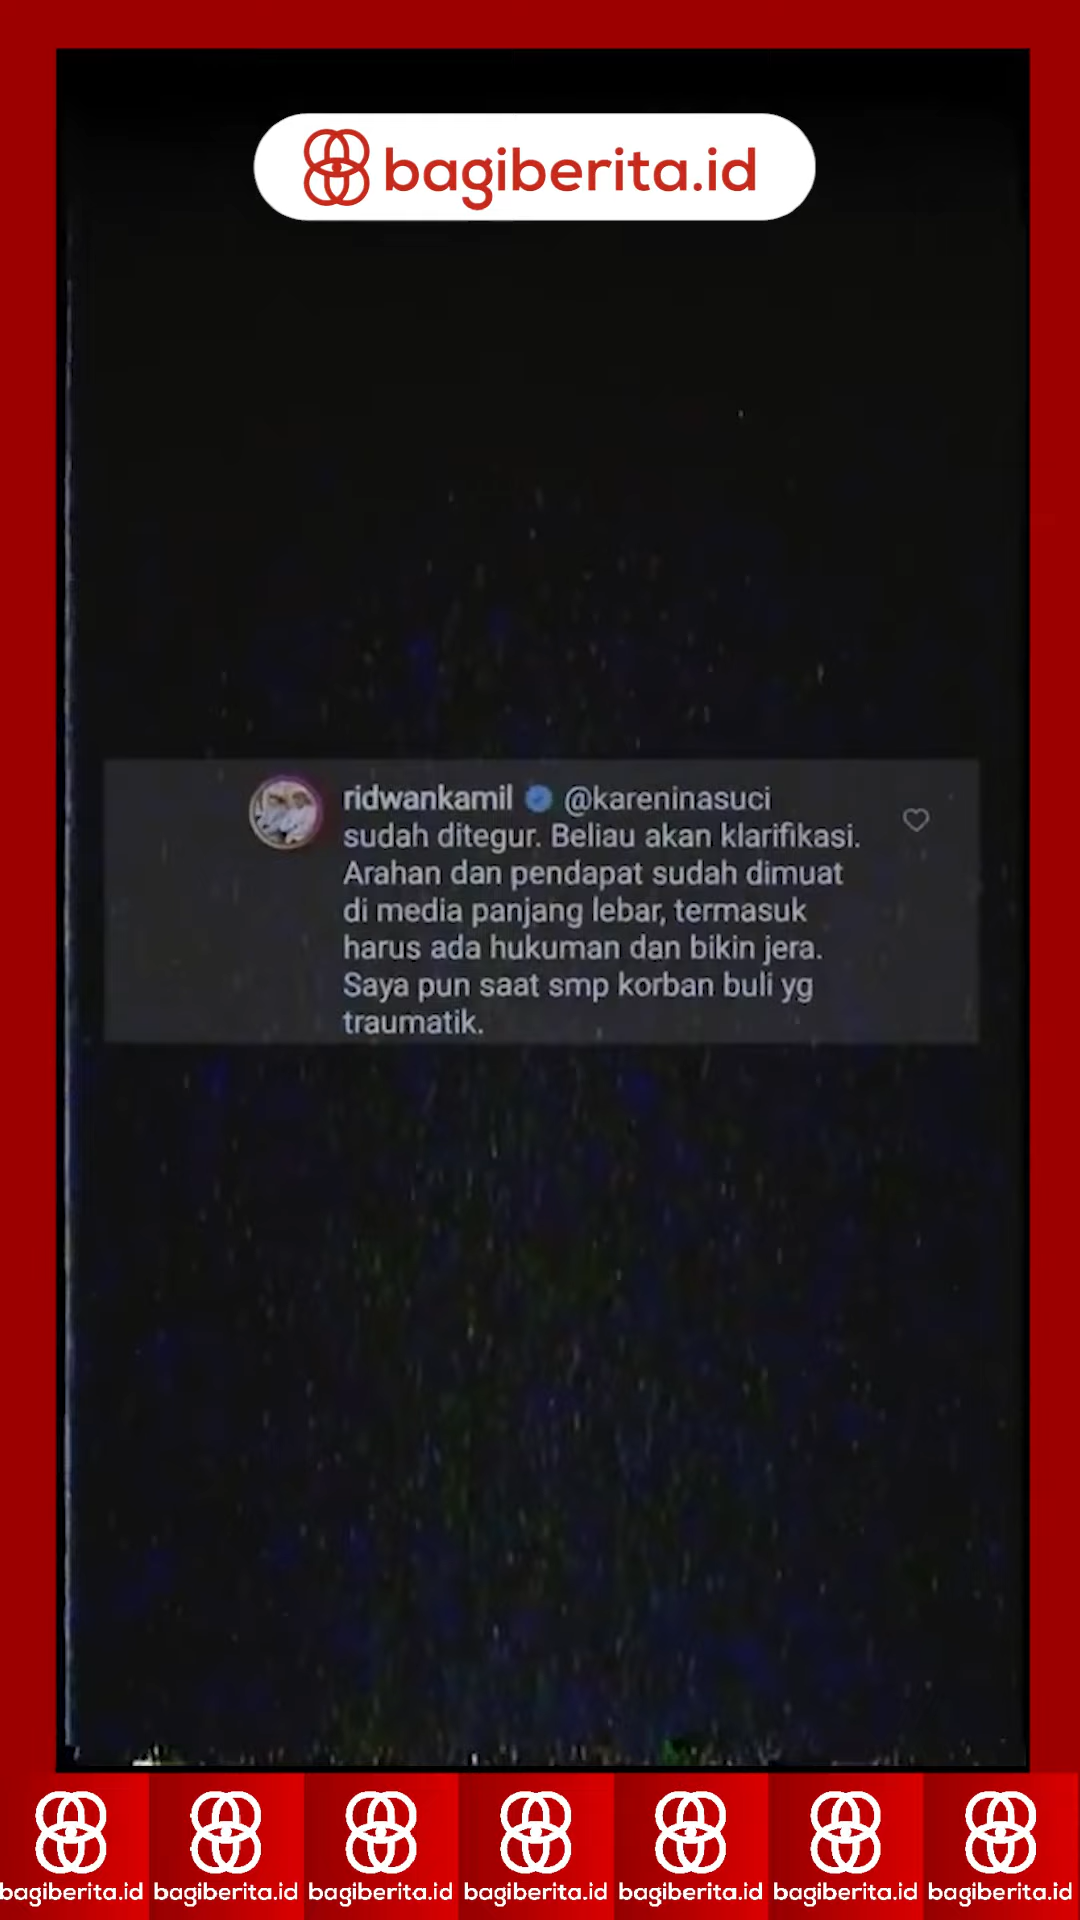 bagiberita.id
ridwankamil @kareninasuci
sudah ditegur. Beliau akan klarifikasi.
Arahan dan pendapat sudah dimuat
di media panjang lebar, termasuk
harus ada hukuman dan bikin jera.
Saya pun saat smp korban buli yg
traumatik.
bagiberita.id bagiberita.id bagiberita.id bagiberita.id bagiberita.id bagiberita.id bagiberita.id